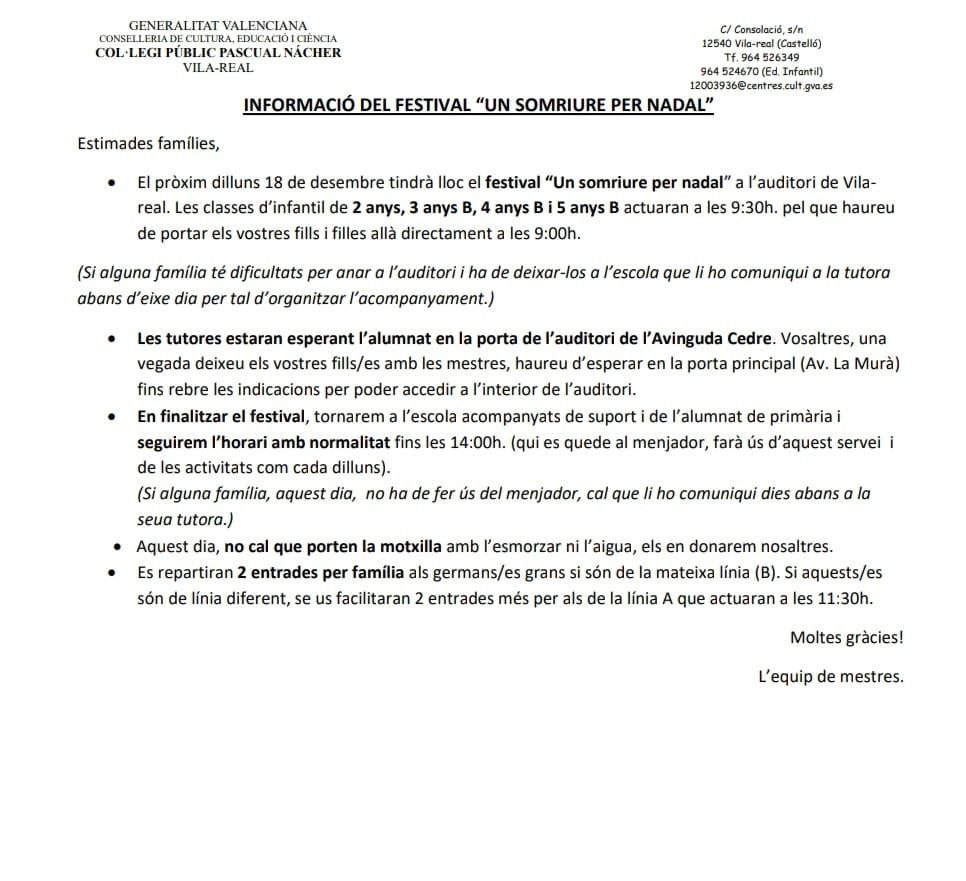 GENERALITAT VALENCIANA
CONSELLERIA DE CULTURA, EDUCACIÓ I CIÈNCIA
COL·LEGI PÚBLIC PASCUAL NÁCHER
VILA-REAL
C/ Consolació, s/n
12540 Vila-real (Castelló)
Tf. 964 526349
964 524670 (Ed. Infantil)
12003936@centres.cult.gva.es
INFORMACIÓ DEL FESTIVAL “UN SOMRIURE PER NADAL”
Estimades famílies,
• El pròxim dilluns 18 de desembre tindrà lloc el festival “Un somriure per nadal” a l’auditori de Vila-
real. Les classes d’infantil de 2 anys, 3 anys B, 4 anys B i 5 anys B actuaran a les 9:30h. pel que haureu
de portar els vostres fills i filles allà directament a les 9:00h.
(Si alguna família té dificultats per anar a l’auditori i ha de deixar-los a l’escola que li ho comuniqui a la tutora
abans d’eixe dia per tal d’organitzar l’acompanyament.)
• Les tutores estaran esperant l’alumnat en la porta de l’auditori de l’Avinguda Cedre. Vosaltres, una
vegada deixeu els vostres fills/es amb les mestres, haureu d’esperar en la porta principal (Av. La Murà)
fins rebre les indicacions per poder accedir a l’interior de l’auditori.
• En finalitzar el festival, tornarem a l’escola acompanyats de suport i de l’alumnat de primària i
seguirem l’horari amb normalitat fins les 14:00h. (qui es quede al menjador, farà ús d’aquest servei i
de les activitats com cada dilluns).
(Si alguna família, aquest dia, no ha de fer ús del menjador, cal que li ho comuniqui dies abans a la
seua tutora.)
• Aquest dia, no cal que porten la motxilla amb l’esmorzar ni l’aigua, els en donarem nosaltres.
• Es repartiran 2 entrades per família als germans/es grans si són de la mateixa línia (B). Si aquests/es
són de línia diferent, se us facilitaran 2 entrades més per als de la línia A que actuaran a les 11:30h.
Moltes gràcies!
L’equip de mestres.